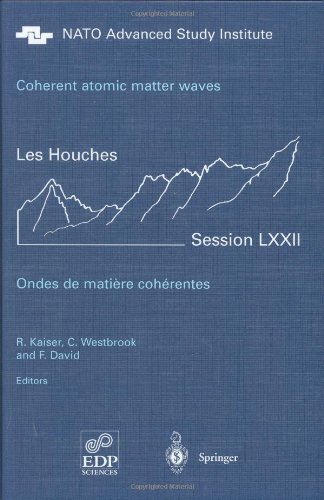 NATO Advanced Study Institute
Coherent atomic matter waves
Les Houches
Session LXXII
Ondes de matière cohérentes
R. Kaiser, C. Westbrook
and F. David
Editors
EDP
SCIENCES
Springer